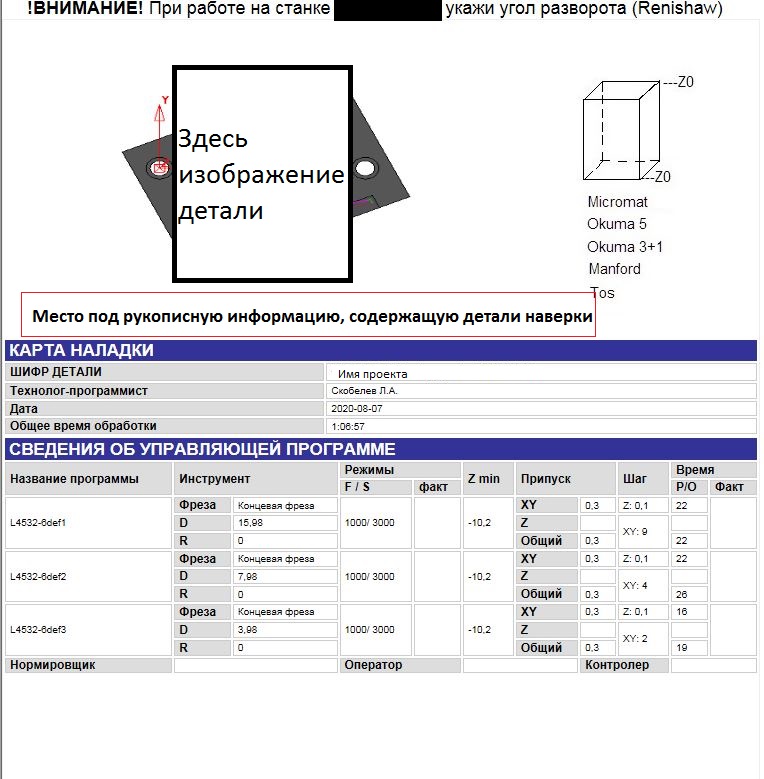 !ВНИМАНИЕ! При работе на станке укажи угол разворота (Renishaw)
Y
Здесь
изображение
детали
---Z0
---Z0
Micromat
Okuma 5
Okuma 3+1
Manford
Tos
Место под рукописную информацию, содержащую детали наверки
КАРТА НАЛАДКИ
ШИФР ДЕТАЛИ Имя проекта
Технолог-программист Скобелев Л.А.
Дата 2020-08-07
Общее время обработки 1:06:57
СВЕДЕНИЯ ОБ УПРАВЛЯЮЩЕЙ ПРОГРАММЕ
Название программы Инструмент Режимы Z min Припуск Шаг Время
F / S факт Р/О Факт
Фреза Концевая фреза XY 0,3 Z: 0,1 22
L4532-6def1 D 15,98 1000/ 3000 -10,2 Z XY: 9
R 0 Общий 0,3 22
Фреза Концевая фреза XY 0,3 Z: 0,1 22
L4532-6def2 D 7,98 1000/ 3000 -10,2 Z XY: 4
R 0 Общий 0,3 26
Фреза Концевая фреза XY 0,3 Z: 0,1 16
L4532-6def3 D 3,98 1000/ 3000 -10,2 Z XY: 2
R 0 Общий 0,3 19
Нормировщик Оператор Контролер